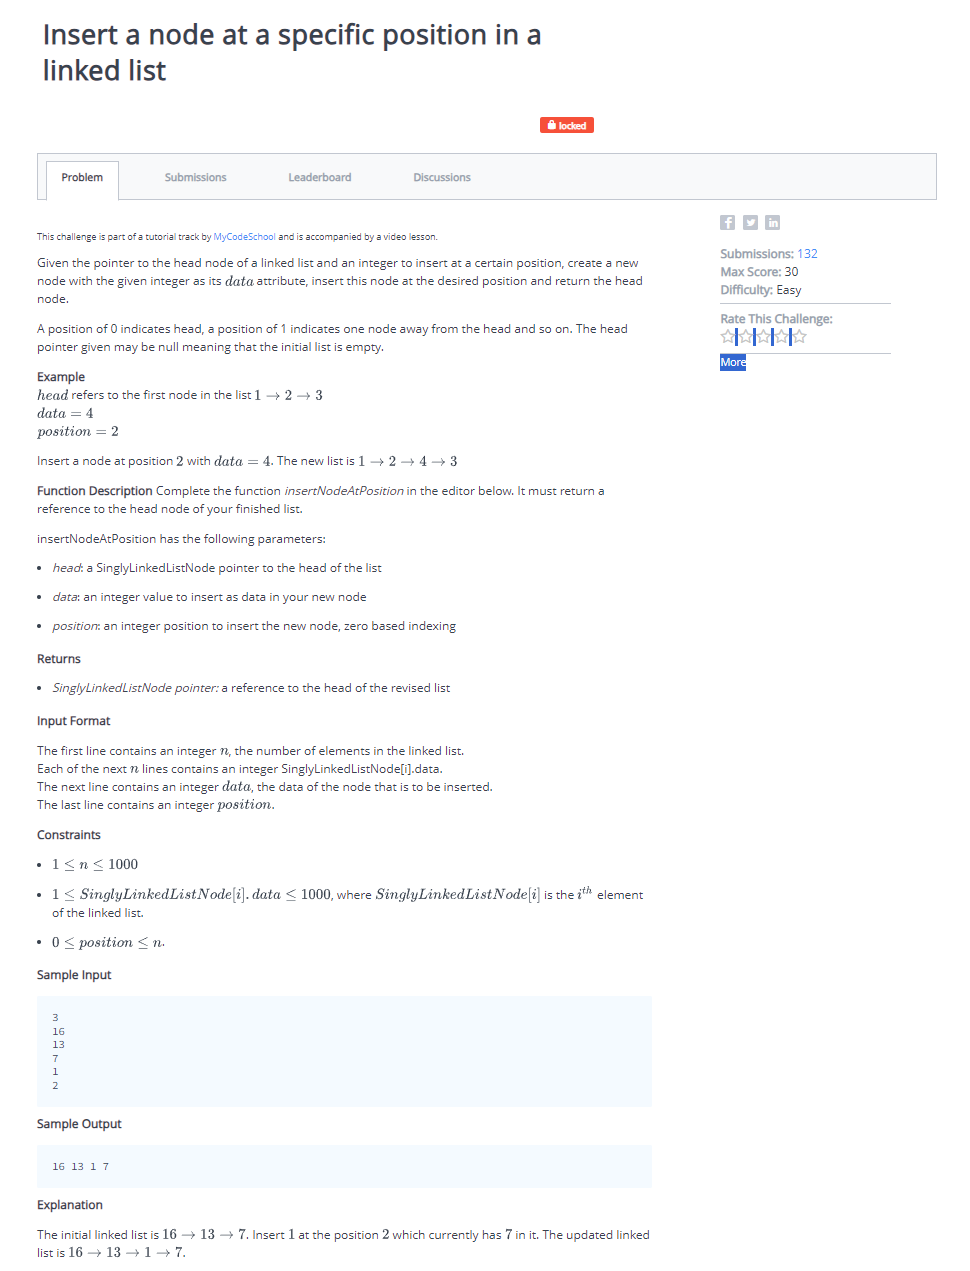 Insert a node at a specific position in a
linked list
locked
Problem
Submissions
Leaderboard
Discussions
This challenge is part of a tutorial track by MyCodeSchool and is accompanied by a video lesson.
Given the pointer to the head node of a linked list and an integer to insert at a certain position, create a new
node with the given integer as its data attribute, insert this node at the desired position and return the head
node.
A position of 0 indicates head, a position of 1 indicates one node away from the head and so on. The head
pointer given may be null meaning that the initial list is empty.
Example
head refers to the first node in the list 1 → 2 → 3
data = 4
position = 2
Insert a node at position 2 with data = 4. The new list is 1 → 2 → 4 → 3
Function Description Complete the function insertNodeAtPosition in the editor below. It must return a
reference to the head node of your finished list.
insertNodeAtPosition has the following parameters:
• head: a SinglyLinkedListNode pointer to the head of the list
• data: an integer value to insert as data in your new node
• position: an integer position to insert the new node, zero based indexing
Returns
• SinglyLinkedListNode pointer: a reference to the head of the revised list
Input Format
The first line contains an integer n, the number of elements in the linked list.
Each of the next n lines contains an integer SinglyLinkedListNode[i].data.
The next line contains an integer data, the data of the node that is to be inserted.
The last line contains an integer position.
Constraints
• 1 ≤ n ≤ 1000
• 1 ≤ SinglyLinkedListNode[i].data ≤ 1000, where SinglyLinkedListNode[i] is the i^th element
of the linked list.
• 0 ≤ position ≤ n.
Sample Input
3
16
13
7
1
2
Sample Output
16 13 1 7
Explanation
The initial linked list is 16 → 13 → 7. Insert 1 at the position 2 which currently has 7 in it. The updated linked
list is 16 → 13 → 1 → 7.
f
in
Submissions: 132
Max Score: 30
Difficulty: Easy
Rate This Challenge:
More